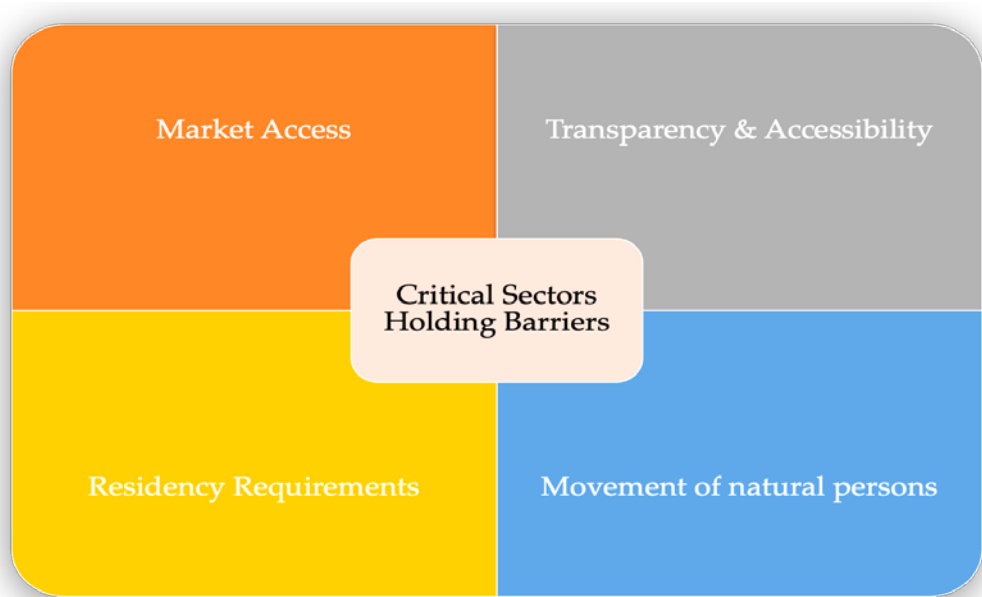 Market Access
Transparency & Accessibility
Critical Sectors
Holding Barriers
Residency Requirements
Movement of natural persons